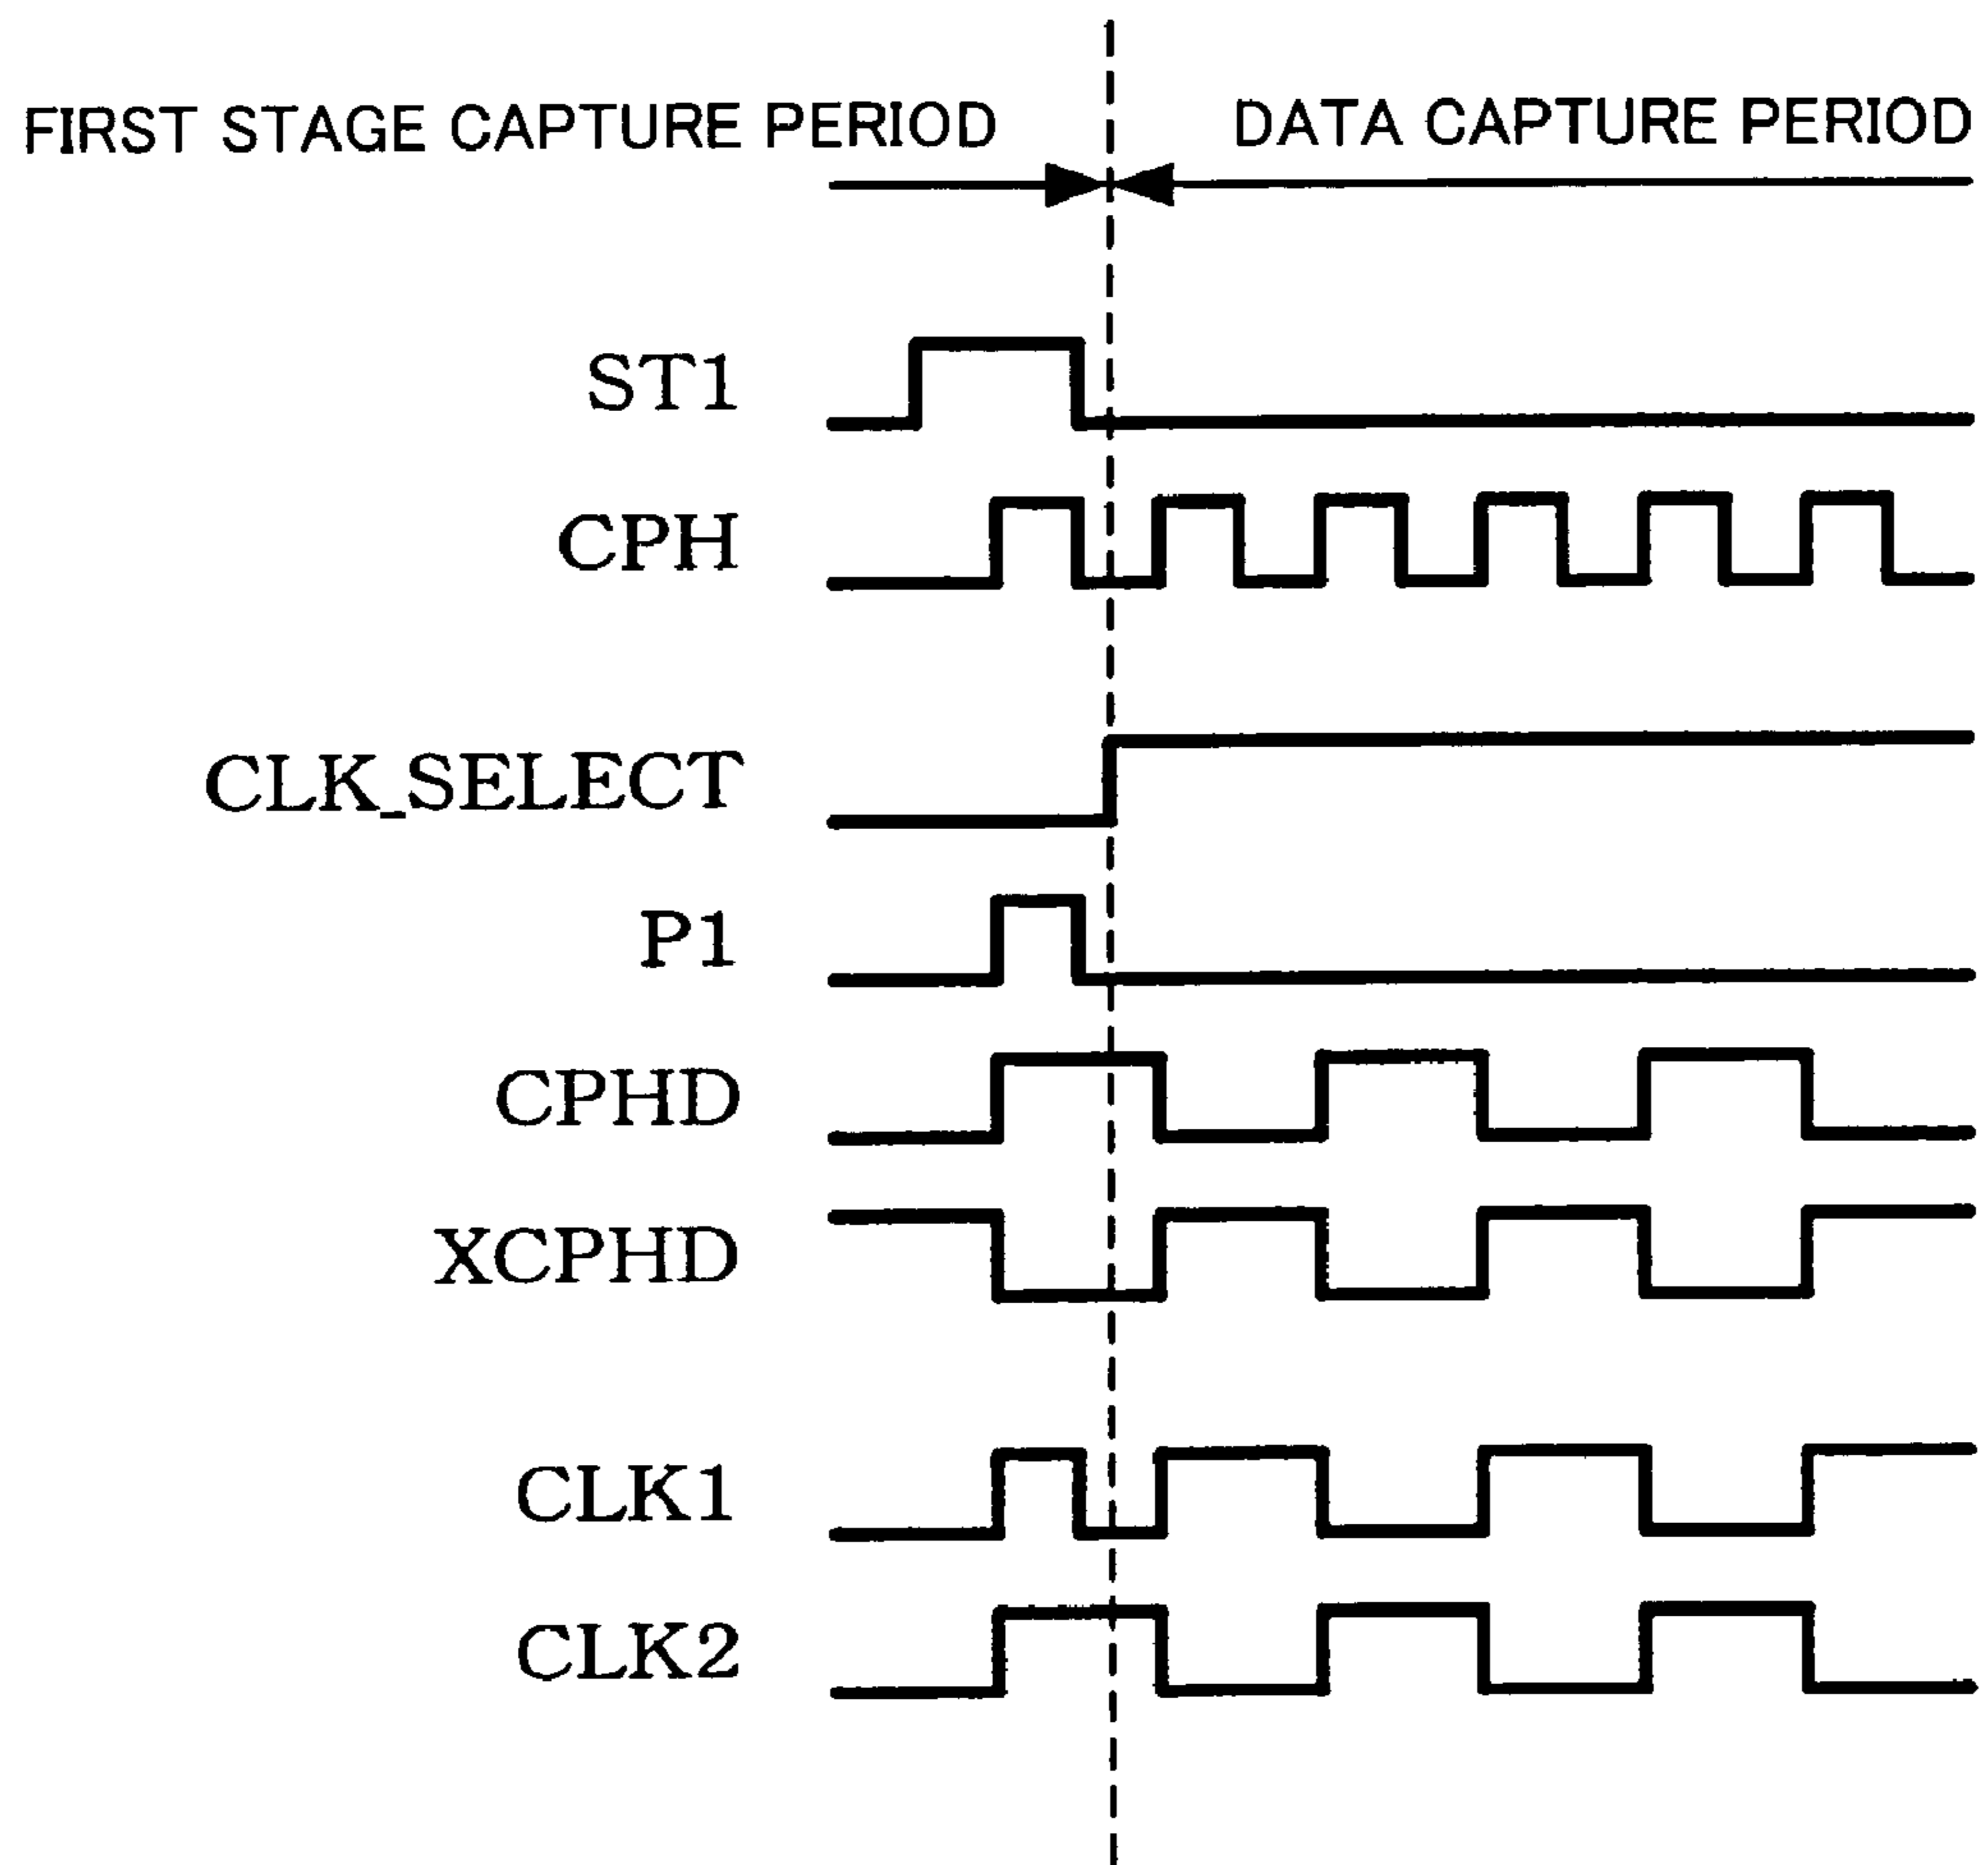 FIRST STAGE CAPTURE PERIOD
DATA CAPTURE PERIOD
ST1
CPH
CLK_SELECT
P1
CPHD
XCPHD
CLK1
CLK2